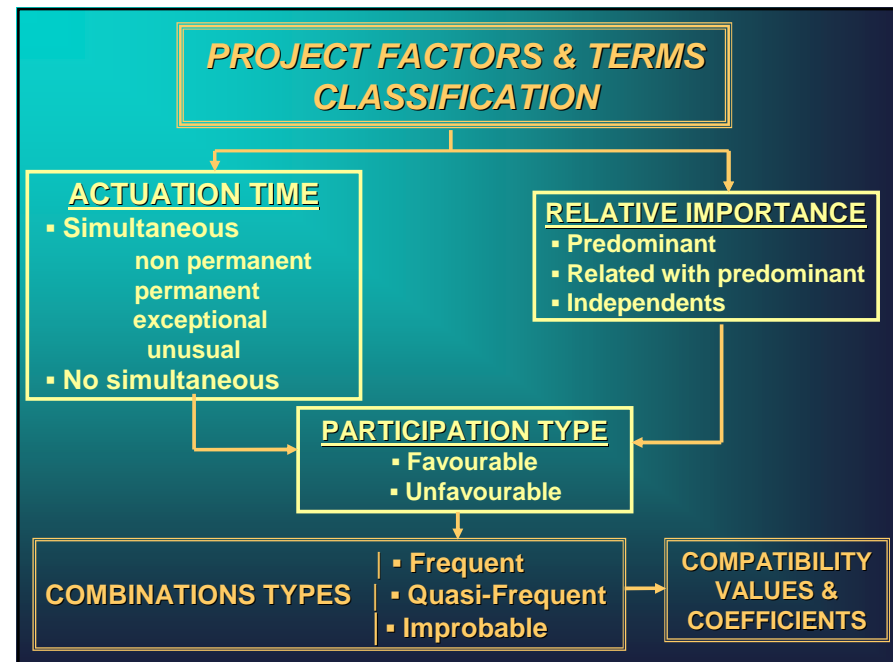 PROJECT FACTORS & TERMS
CLASSIFICATION
ACTUATION TIME
▪ Simultaneous
non permanent
permanent
exceptional
unusual
▪ No simultaneous
RELATIVE IMPORTANCE
▪ Predominant
▪ Related with predominant
▪ Independents
PARTICIPATION TYPE
▪ Favourable
▪ Unfavourable
COMBINATIONS TYPES
| ▪ Frequent
| ▪ Quasi-Frequent
| ▪ Improbable
COMPATIBILITY
VALUES &
COEFFICIENTS